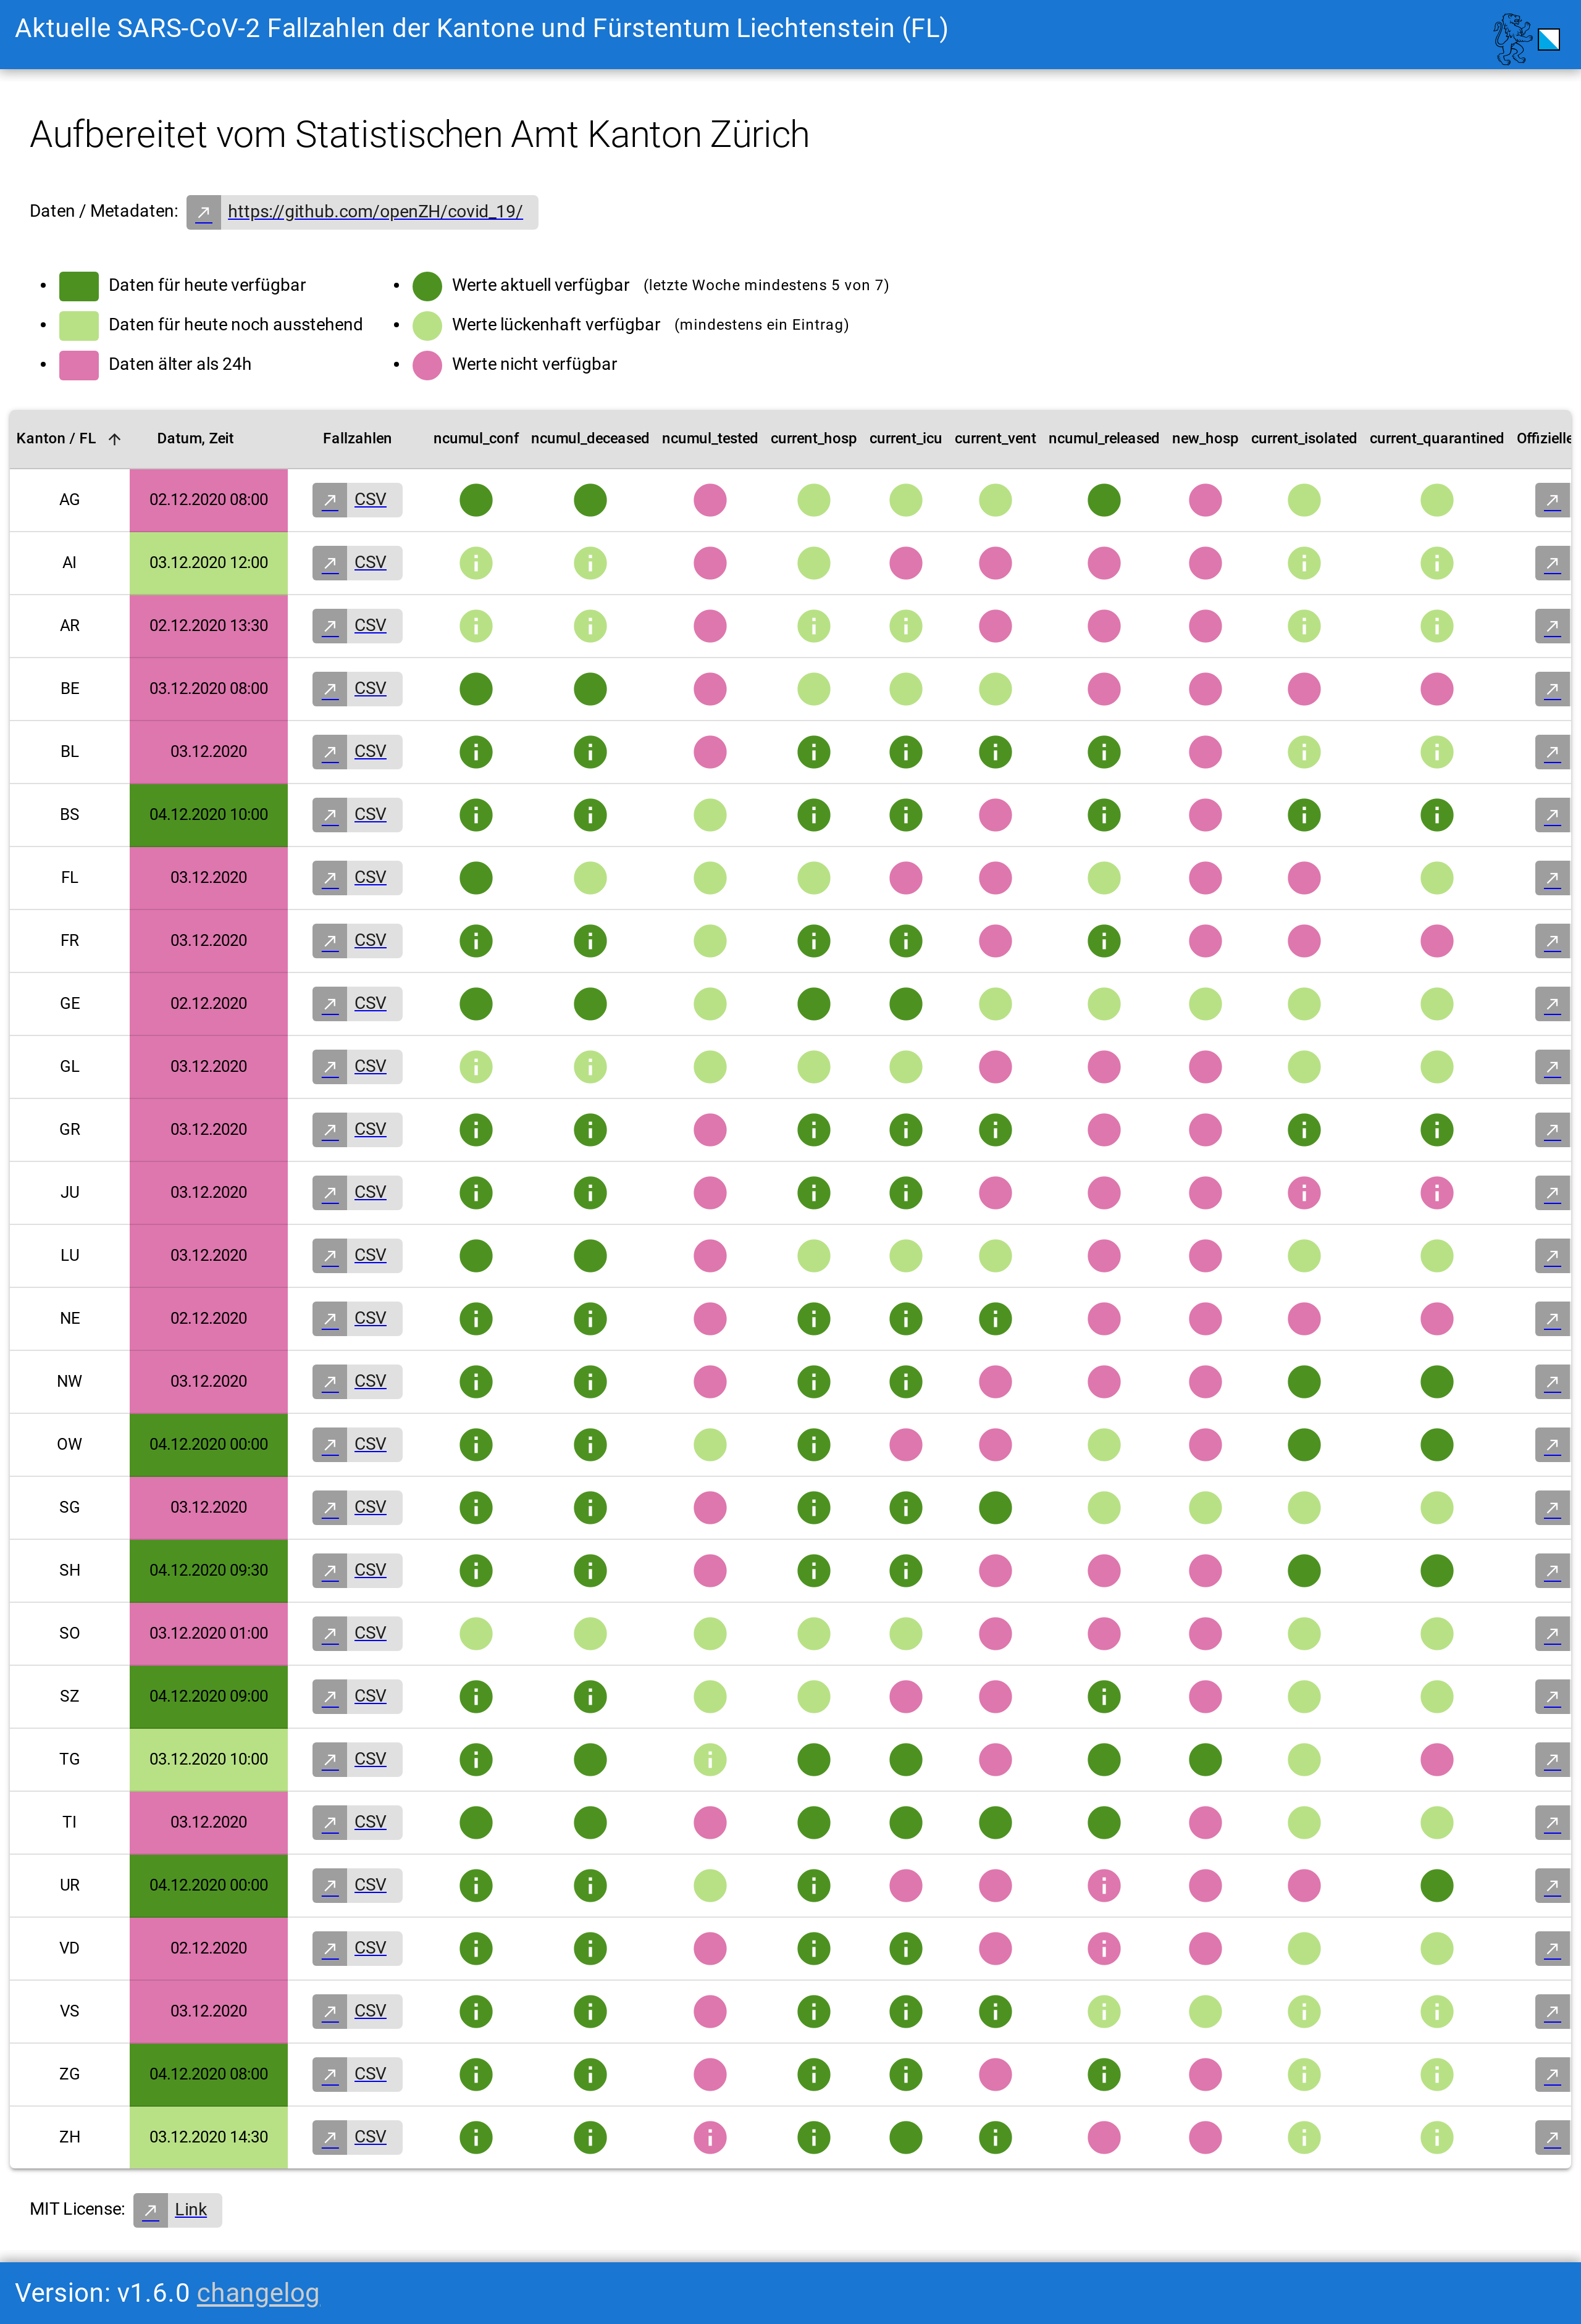 Aktuelle SARS-CoV-2 Fallzahlen der Kantone und Fürstentum Liechtenstein (FL)
Aufbereitet vom Statistischen Amt Kanton Zürich
Daten / Metadaten: https://github.com/openZH/covid_19/
Daten für heute verfügbar
Daten für heute noch ausstehend
Daten älter als 24h
Werte aktuell verfügbar (letzte Woche mindestens 5 von 7)
Werte lückenhaft verfügbar (mindestens ein Eintrag)
Werte nicht verfügbar
Kanton / FL Datum, Zeit Fallzahlen ncumul_conf ncumul_deceased ncumul_tested current_hosp current_icu current_vent ncumul_released new_hosp current_isolated current_quarantined Offizielle
AG 02.12.2020 08:00 CSV
AI 03.12.2020 12:00 CSV
AR 02.12.2020 13:30 CSV
BE 03.12.2020 08:00 CSV
BL 03.12.2020 CSV
BS 04.12.2020 10:00 CSV
FL 03.12.2020 CSV
FR 03.12.2020 CSV
GE 02.12.2020 CSV
GL 03.12.2020 CSV
GR 03.12.2020 CSV
JU 03.12.2020 CSV
LU 03.12.2020 CSV
NE 02.12.2020 CSV
NW 03.12.2020 CSV
OW 04.12.2020 00:00 CSV
SG 03.12.2020 CSV
SH 04.12.2020 09:30 CSV
SO 03.12.2020 01:00 CSV
SZ 04.12.2020 09:00 CSV
TG 03.12.2020 10:00 CSV
TI 03.12.2020 CSV
UR 04.12.2020 00:00 CSV
VD 02.12.2020 CSV
VS 03.12.2020 CSV
ZG 04.12.2020 08:00 CSV
ZH 03.12.2020 14:30 CSV
MIT License: Link
Version: v1.6.0 changelog